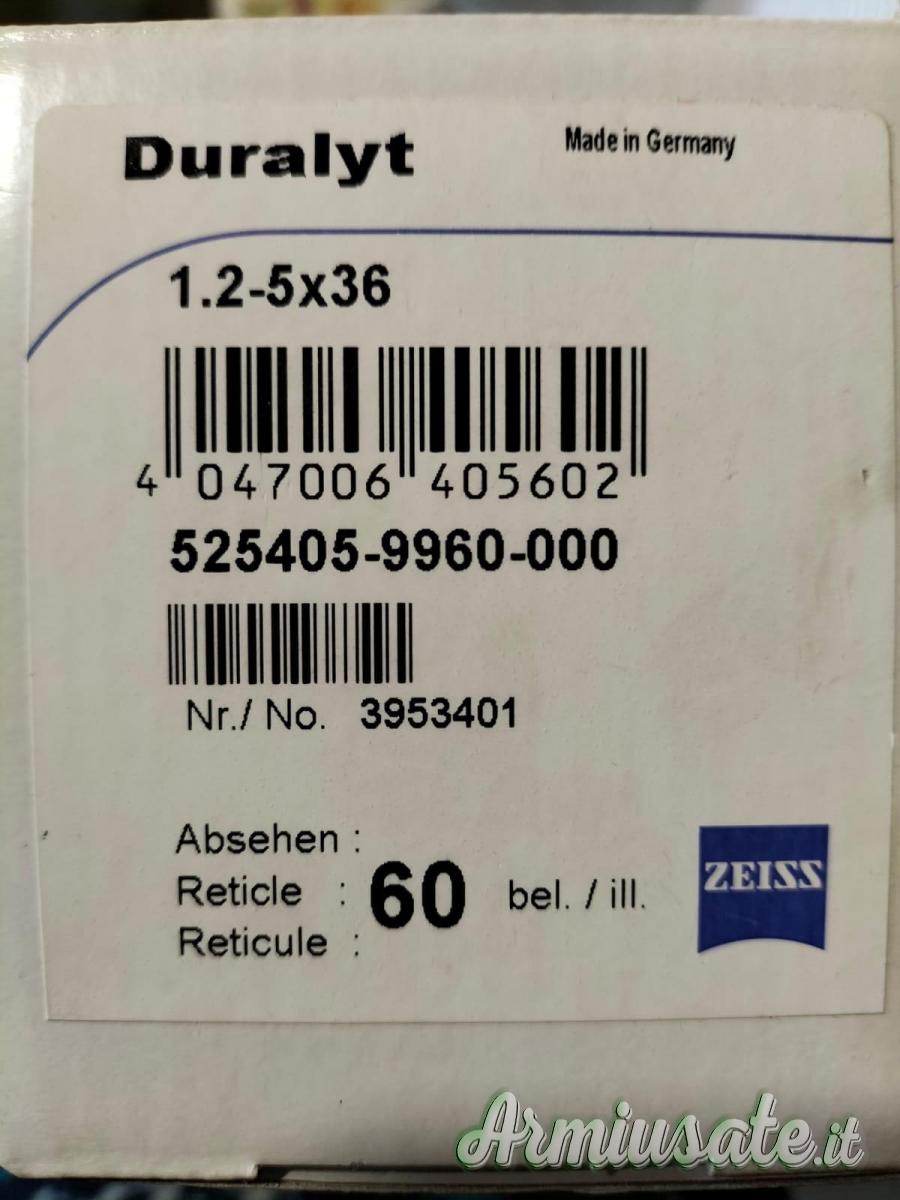 Duralyt
Made in Germany
1.2-5x36
4 047006 405602
525405-9960-000
Nr./ No. 3953401
Absehen :
Reticle : 60 bel. / ill.
Reticule :
ZEISS
Armiusate.it